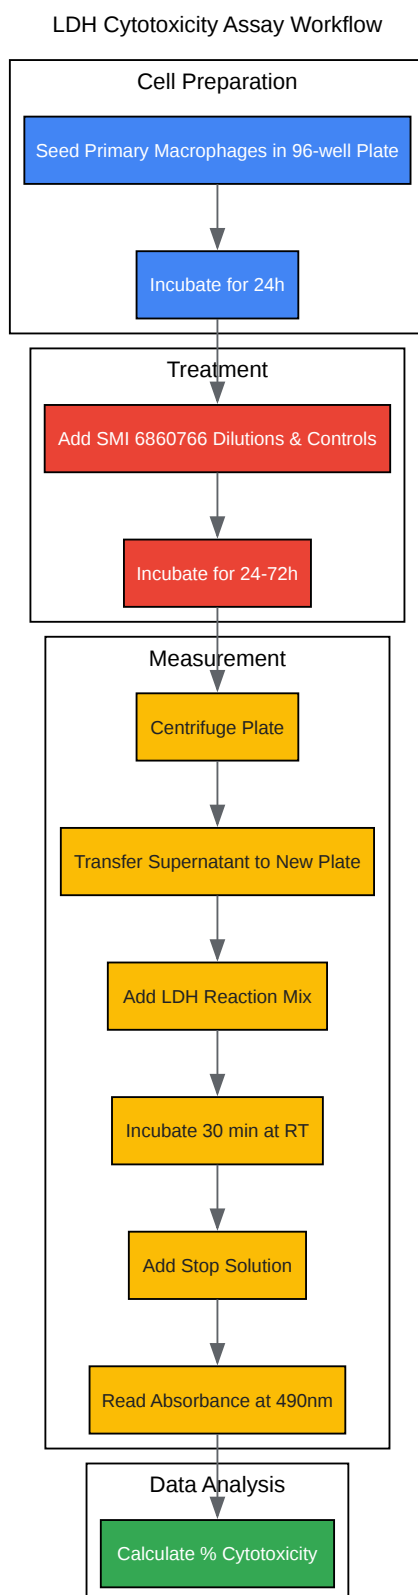 LDH Cytotoxicity Assay Workflow
Cell Preparation
Seed Primary Macrophages in 96-well Plate
Incubate for 24h
Treatment
Add SMI 6860766 Dilutions & Controls
Incubate for 24-72h
Measurement
Centrifuge Plate
Transfer Supernatant to New Plate
Add LDH Reaction Mix
Incubate 30 min at RT
Add Stop Solution
Read Absorbance at 490nm
Data Analysis
Calculate % Cytotoxicity